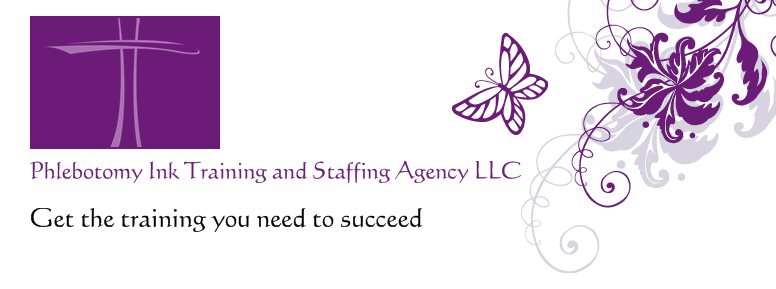 Phlebotomy Ink Training and Staffing Agency LLC
Get the training you need to succeed